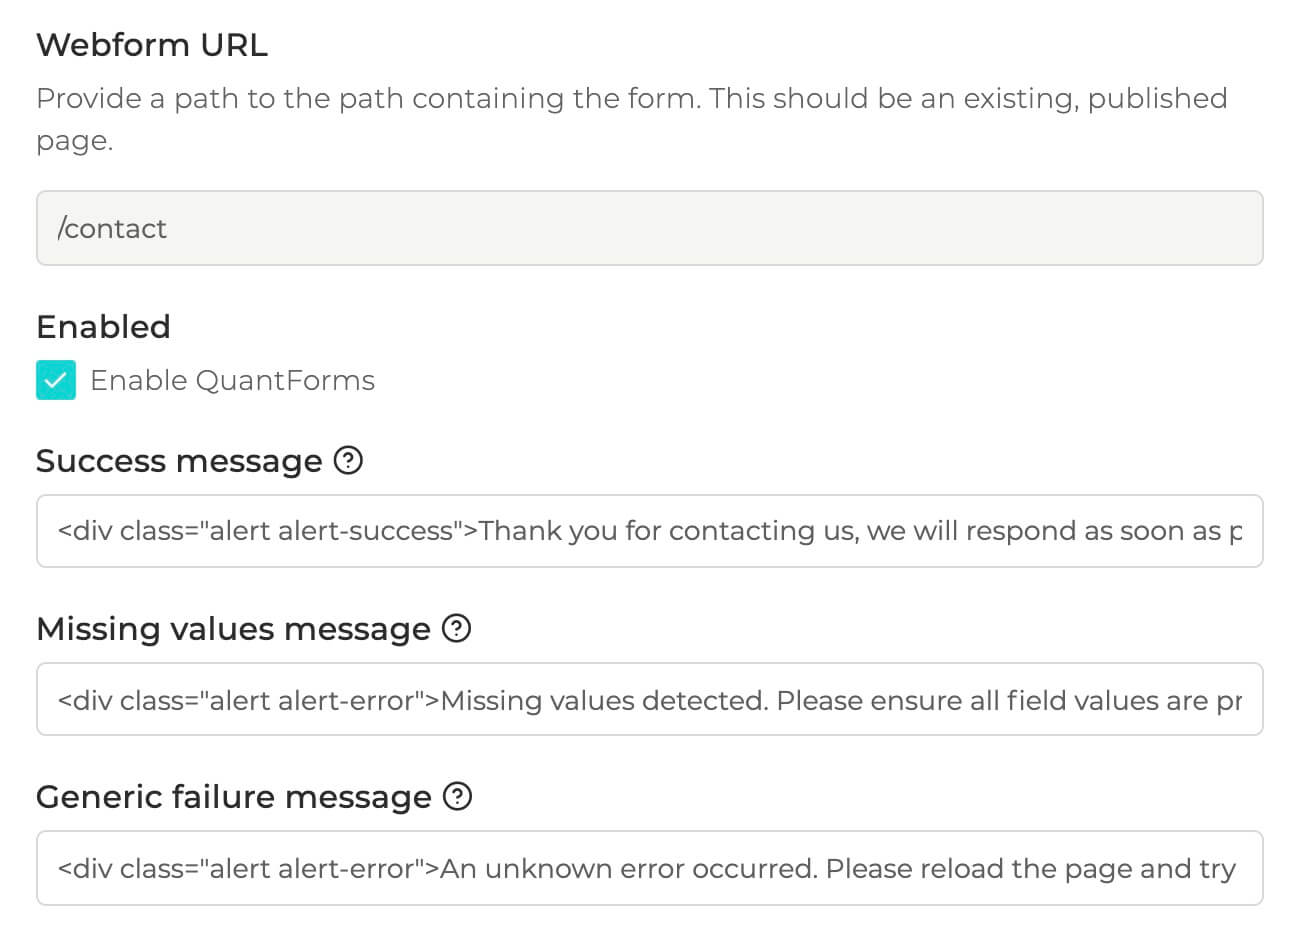 Webform URL
Provide a path to the path containing the form. This should be an existing, published
page.
/contact
Enabled
Enable QuantForms
Success message
<div class="alert alert-success">Thank you for contacting us, we will respond as soon as p
Missing values message
<div class="alert alert-error">Missing values detected. Please ensure all field values are pr
Generic failure message
<div class="alert alert-error">An unknown error occurred. Please reload the page and try